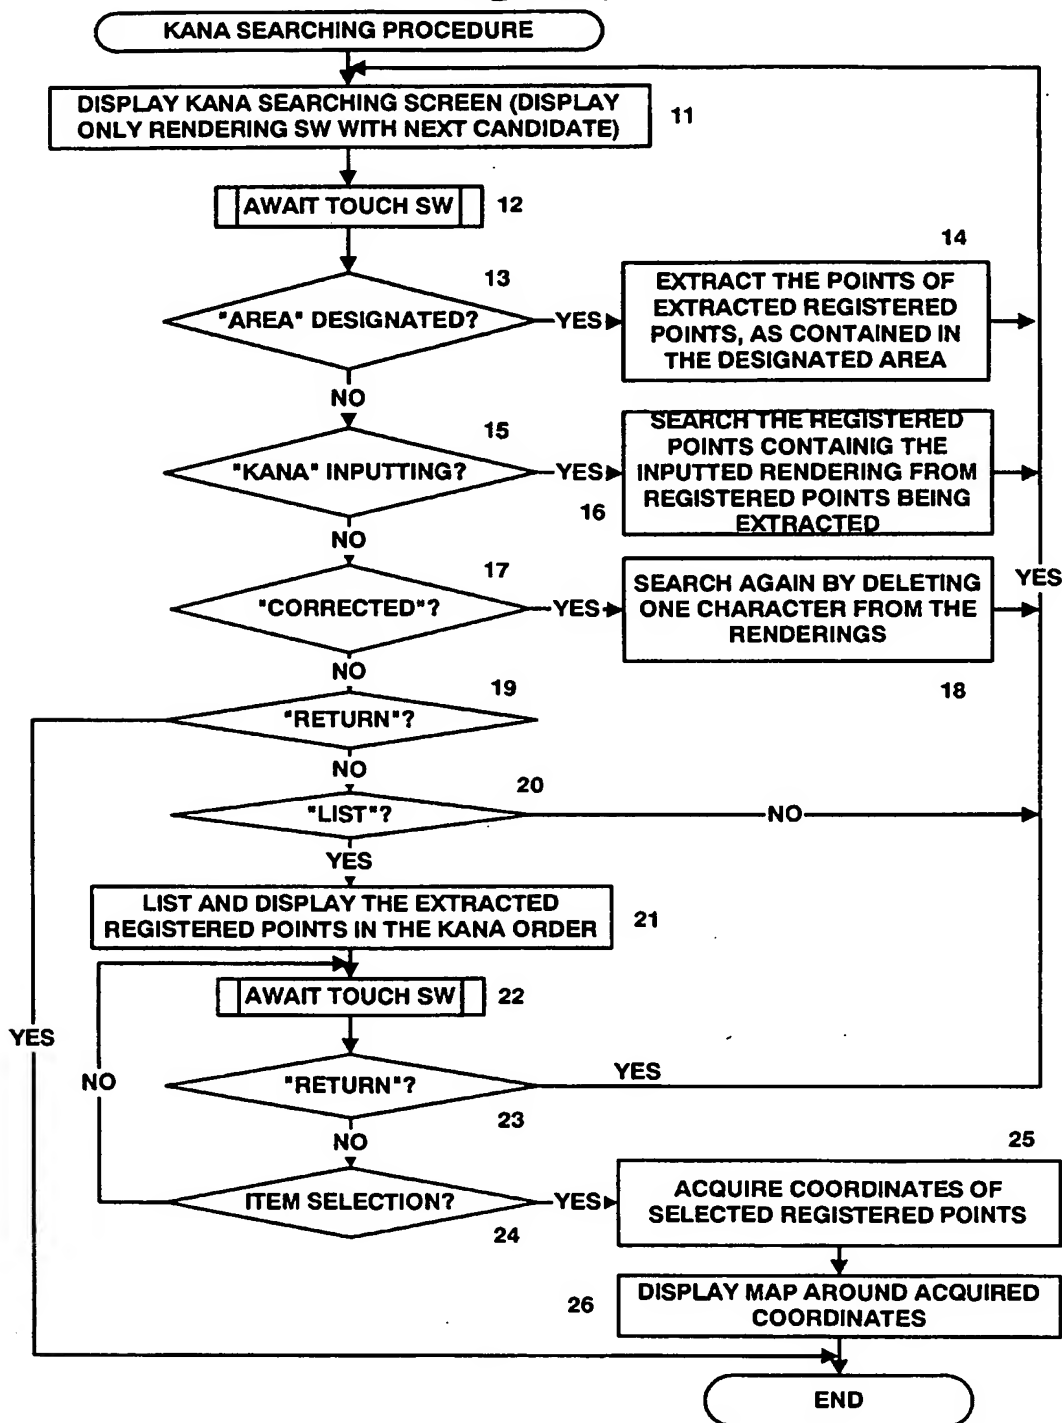 KANA SEARCHING PROCEDURE
DISPLAY KANA SEARCHING SCREEN (DISPLAY
ONLY RENDERING SW WITH NEXT CANDIDATE)
11
AWAIT TOUCH SW
12
"AREA" DESIGNATED?
13
YES
14
EXTRACT THE POINTS OF
EXTRACTED REGISTERED
POINTS, AS CONTAINED IN
THE DESIGNATED AREA
NO
"KANA" INPUTTING?
15
YES
16
SEARCH THE REGISTERED
POINTS CONTAINIG THE
INPUTTED RENDERING FROM
REGISTERED POINTS BEING
EXTRACTED
NO
"CORRECTED"?
17
YES
SEARCH AGAIN BY DELETING
ONE CHARACTER FROM THE
RENDERINGS
18
YES
NO
"RETURN"?
19
NO
"LIST"?
20
NO
YES
LIST AND DISPLAY THE EXTRACTED
REGISTERED POINTS IN THE KANA ORDER
21
AWAIT TOUCH SW
22
YES
NO
"RETURN"?
23
YES
NO
ITEM SELECTION?
24
YES
25
ACQUIRE COORDINATES OF
SELECTED REGISTERED POINTS
26
DISPLAY MAP AROUND ACQUIRED
COORDINATES
END